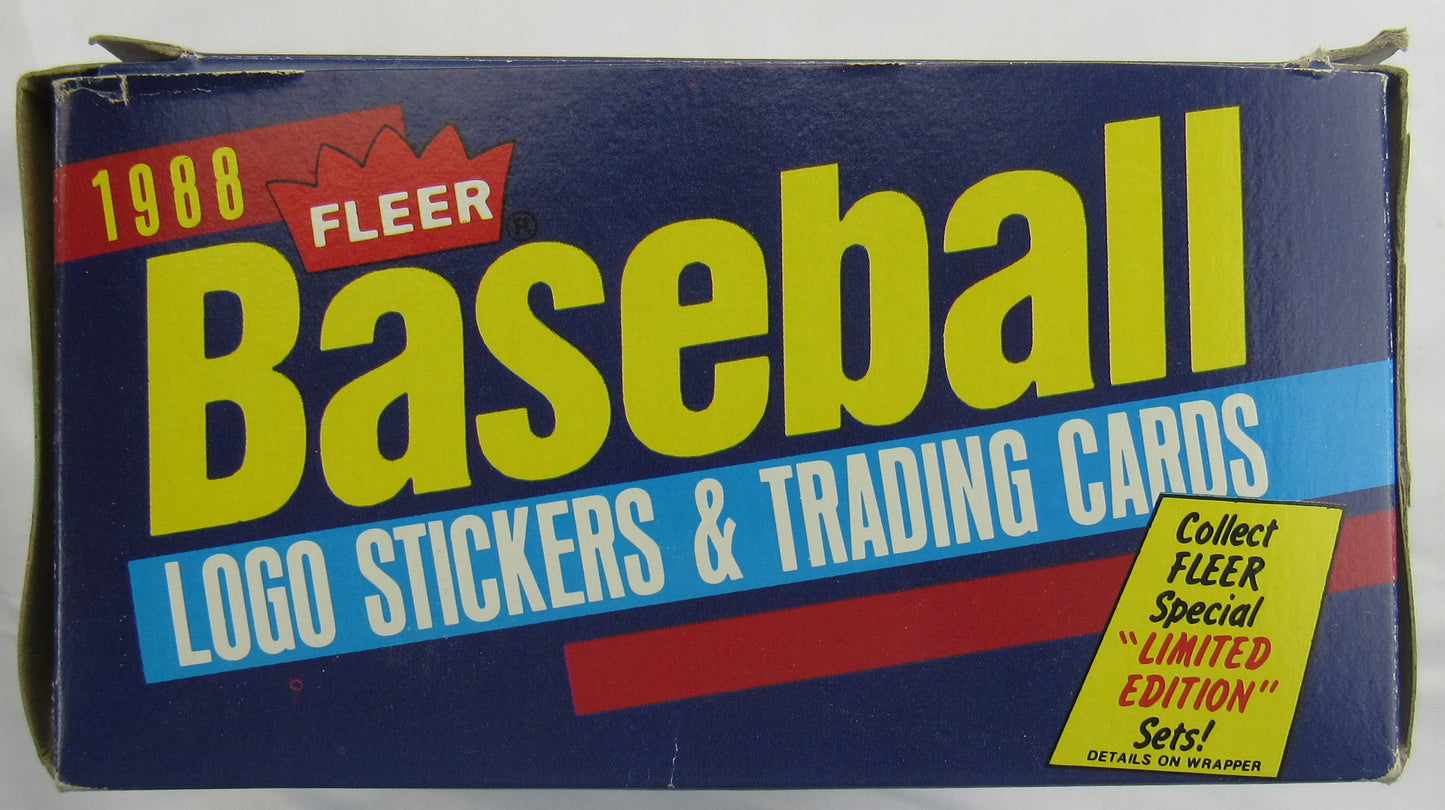 1988
FLEER®
Baseball
LOGO STICKERS & TRADING CARDS
Collect
FLEER
Special
"LIMITED
EDITION"
Sets!
DETAILS ON WRAPPER